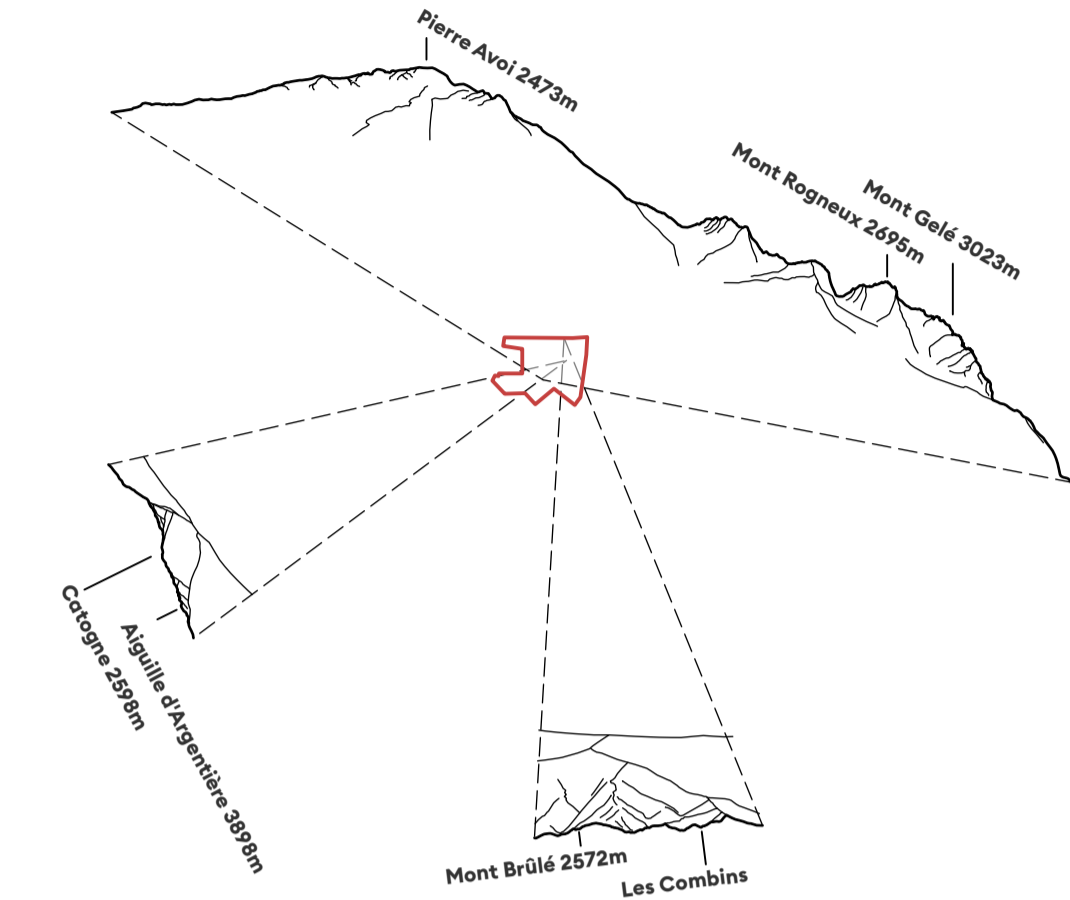 Pierre Avoi 2473m
Mont Rogneux 2695m
Mont Gelé 3023m
Catogne 2598m
Aiguille d'Argentière 3898m
Mont Brûlé 2572m
Les Combins